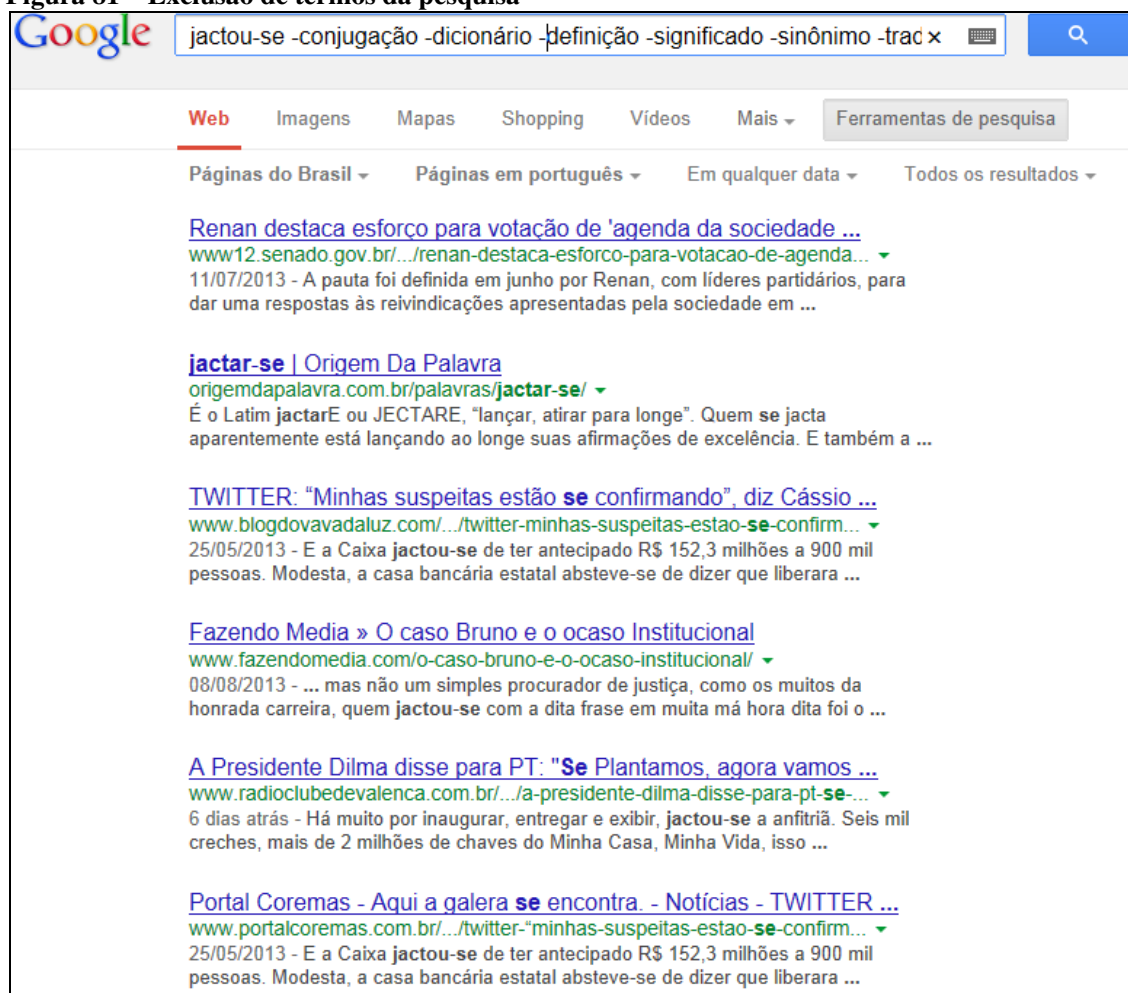 Figura 81 – Exclusão de termos da pesquisa
Google
jactou-se -conjugação -dicionário -definição -significado -sinônimo -trad
Web Imagens Mapas Shopping Vídeos Mais Ferramentas de pesquisa
Páginas do Brasil Páginas em português Em qualquer data Todos os resultados
Renan destaca esforço para votação de 'agenda da sociedade ...
www12.senado.gov.br/.../renan-destaca-esforco-para-votacao-de-agenda...
11/07/2013 - A pauta foi definida em junho por Renan, com líderes partidários, para
dar uma respostas às reivindicações apresentadas pela sociedade em ...
jactar-se | Origem Da Palavra
origemdapalavra.com.br/palavras/jactar-se/
É o Latim jactarE ou JECTARE, “lançar, atirar para longe”. Quem se jacta
aparentemente está lançando ao longe suas afirmações de excelência. E também a ...
TWITTER: “Minhas suspeitas estão se confirmando”, diz Cássio ...
www.blogdovavadaluz.com/.../twitter-minhas-suspeitas-estao-se-confirm...
25/05/2013 - E a Caixa jactou-se de ter antecipado R$ 152,3 milhões a 900 mil
pessoas. Modesta, a casa bancária estatal absteve-se de dizer que liberara ...
Fazendo Media » O caso Bruno e o ocaso Institucional
www.fazendomedia.com/o-caso-bruno-e-o-ocaso-institucional/
08/08/2013 - ... mas não um simples procurador de justiça, como os muitos da
honrada carreira, quem jactou-se com a dita frase em muita má hora dita foi o ...
A Presidente Dilma disse para PT: "Se Plantamos, agora vamos ...
www.radioclubedevalenca.com.br/.../a-presidente-dilma-disse-para-pt-se-...
6 dias atrás - Há muito por inaugurar, entregar e exibir, jactou-se a anfitriã. Seis mil
creches, mais de 2 milhões de chaves do Minha Casa, Minha Vida, isso ...
Portal Coremas - Aqui a galera se encontra. - Notícias - TWITTER ...
www.portalcoremas.com.br/.../twitter-“minhas-suspeitas-estao-se-confirm...
25/05/2013 - E a Caixa jactou-se de ter antecipado R$ 152,3 milhões a 900 mil
pessoas. Modesta, a casa bancária estatal absteve-se de dizer que liberara ...